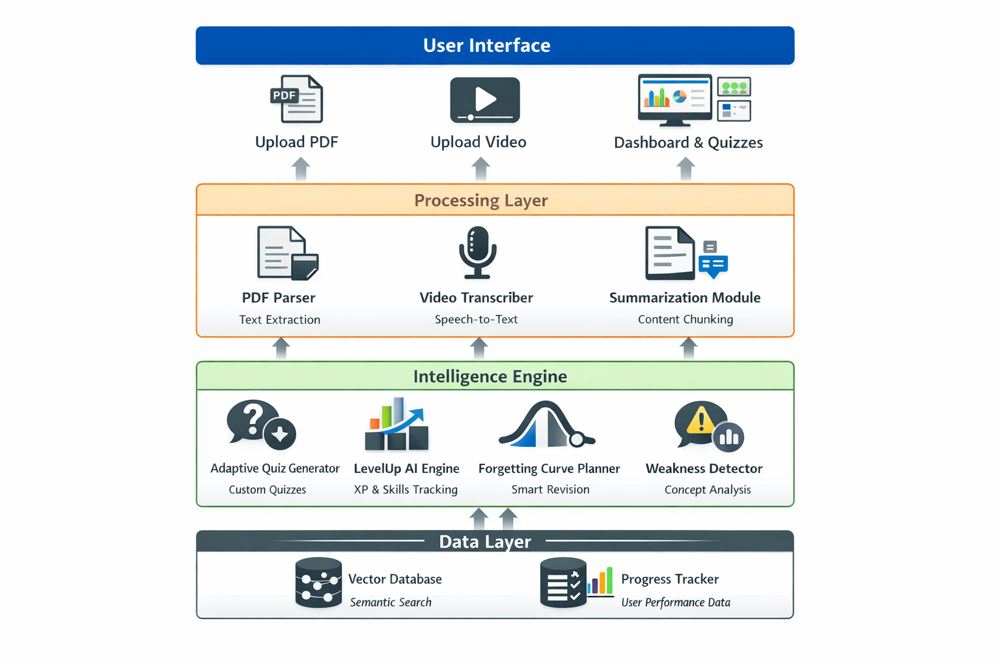 User Interface
PDF
Upload PDF
Upload Video
Dashboard & Quizzes
Processing Layer
PDF Parser
Text Extraction
Video Transcriber
Speech-to-Text
Summarization Module
Content Chunking
Intelligence Engine
?
!
Adaptive Quiz Generator
Custom Quizzes
LevelUp AI Engine
XP & Skills Tracking
Forgetting Curve Planner
Smart Revision
Weakness Detector
Concept Analysis
Data Layer
Vector Database
Semantic Search
Progress Tracker
User Performance Data